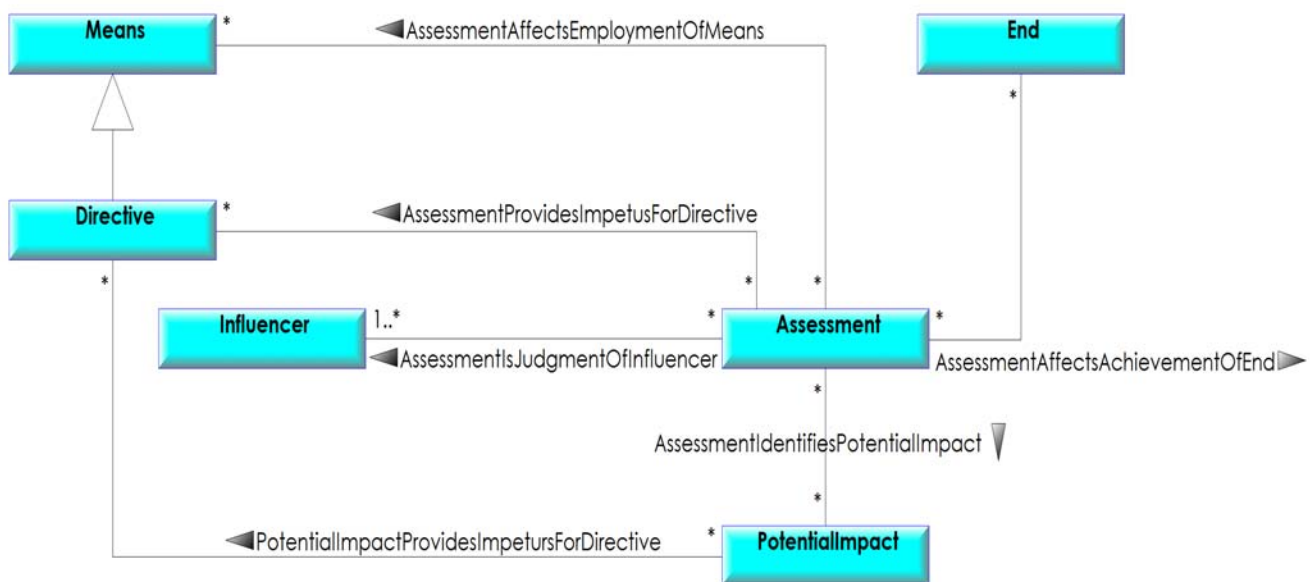 Means
*
AssessmentAffectsEmploymentOfMeans
End
*
Directive
*
AssessmentProvidesImpetusForDirective
*
*
*
Influencer
1..*
*
Assessment
*
AssessmentIsJudgmentOfInfluencer
AssessmentAffectsAchievementOfEnd
*
AssessmentIdentifiesPotentialImpact
*
PotentialImpactProvidesImpetursForDirective
*
PotentialImpact